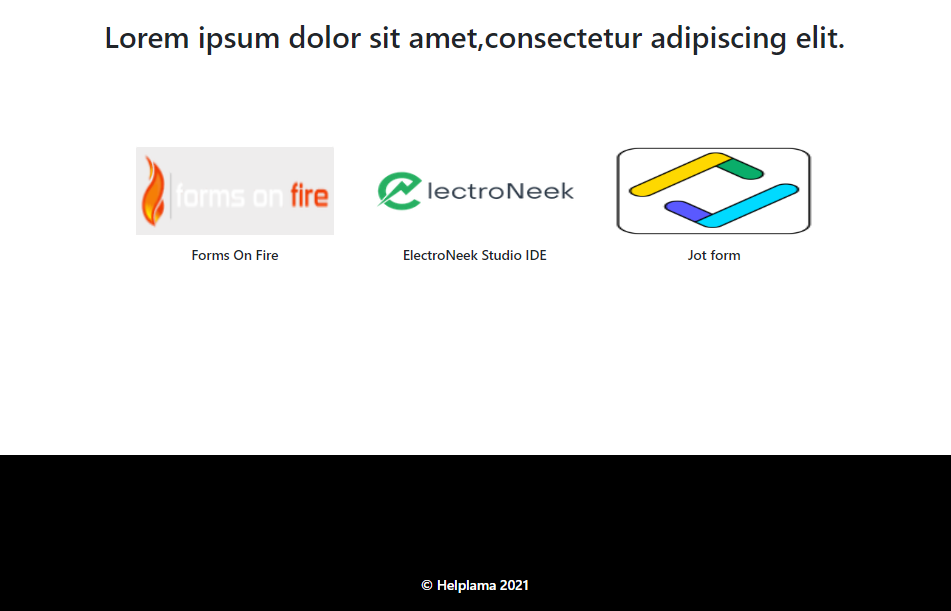 Lorem ipsum dolor sit amet,consectetur adipiscing elit.
forms on fire
lectroNeek
Forms On Fire
ElectroNeek Studio IDE
Jot form
© Helplama 2021